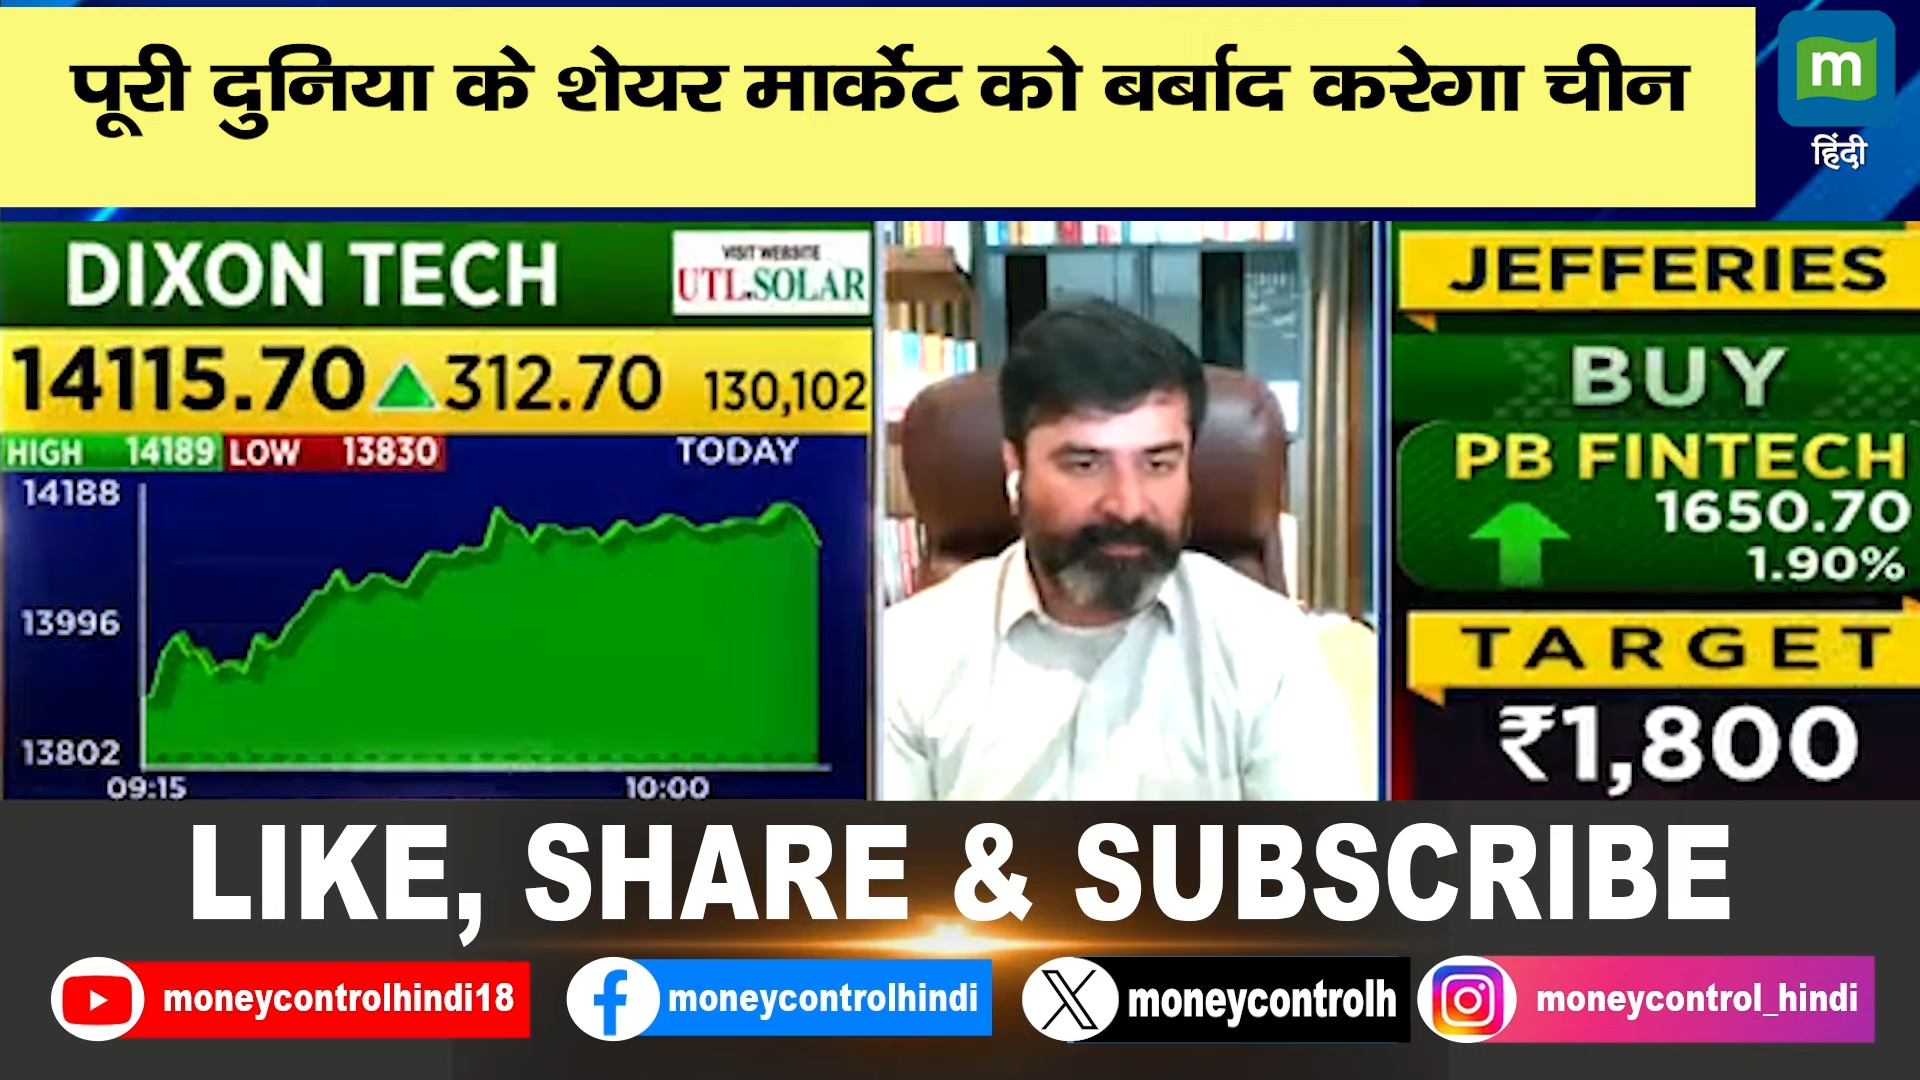 पूरी दुनिया के शेयर मार्केट को बर्बाद करेगा चीन
m
हिंदी
DIXON TECH
VISIT WEBSITE
UTLSOLAR
14115.70 312.70 130,102
HIGH 14189 LOW 13830 TODAY
14188
13996
13802
09:15 10:00
JEFFERIES
BUY
PB FINTECH
1650.70
1.90%
TARGET
₹1,800
LIKE, SHARE & SUBSCRIBE
moneycontrolhindi18 moneycontrolhindi moneycontrolh moneycontrol_hindi